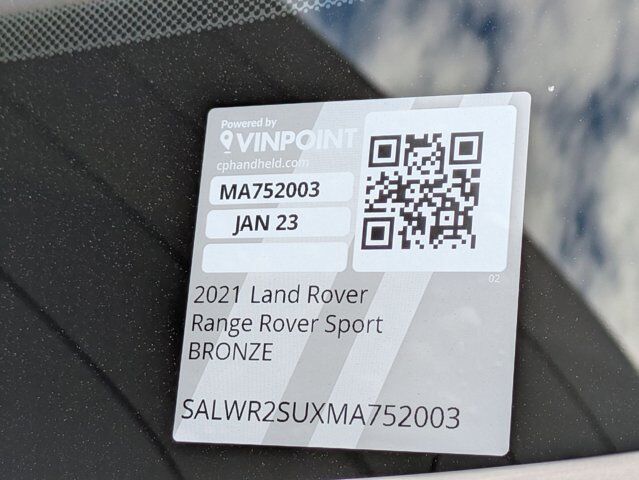 Powered by
VINPOINT
cphandheld.com
MA752003
JAN 23
02
2021 Land Rover
Range Rover Sport
BRONZE
SALWR2SUXMA752003